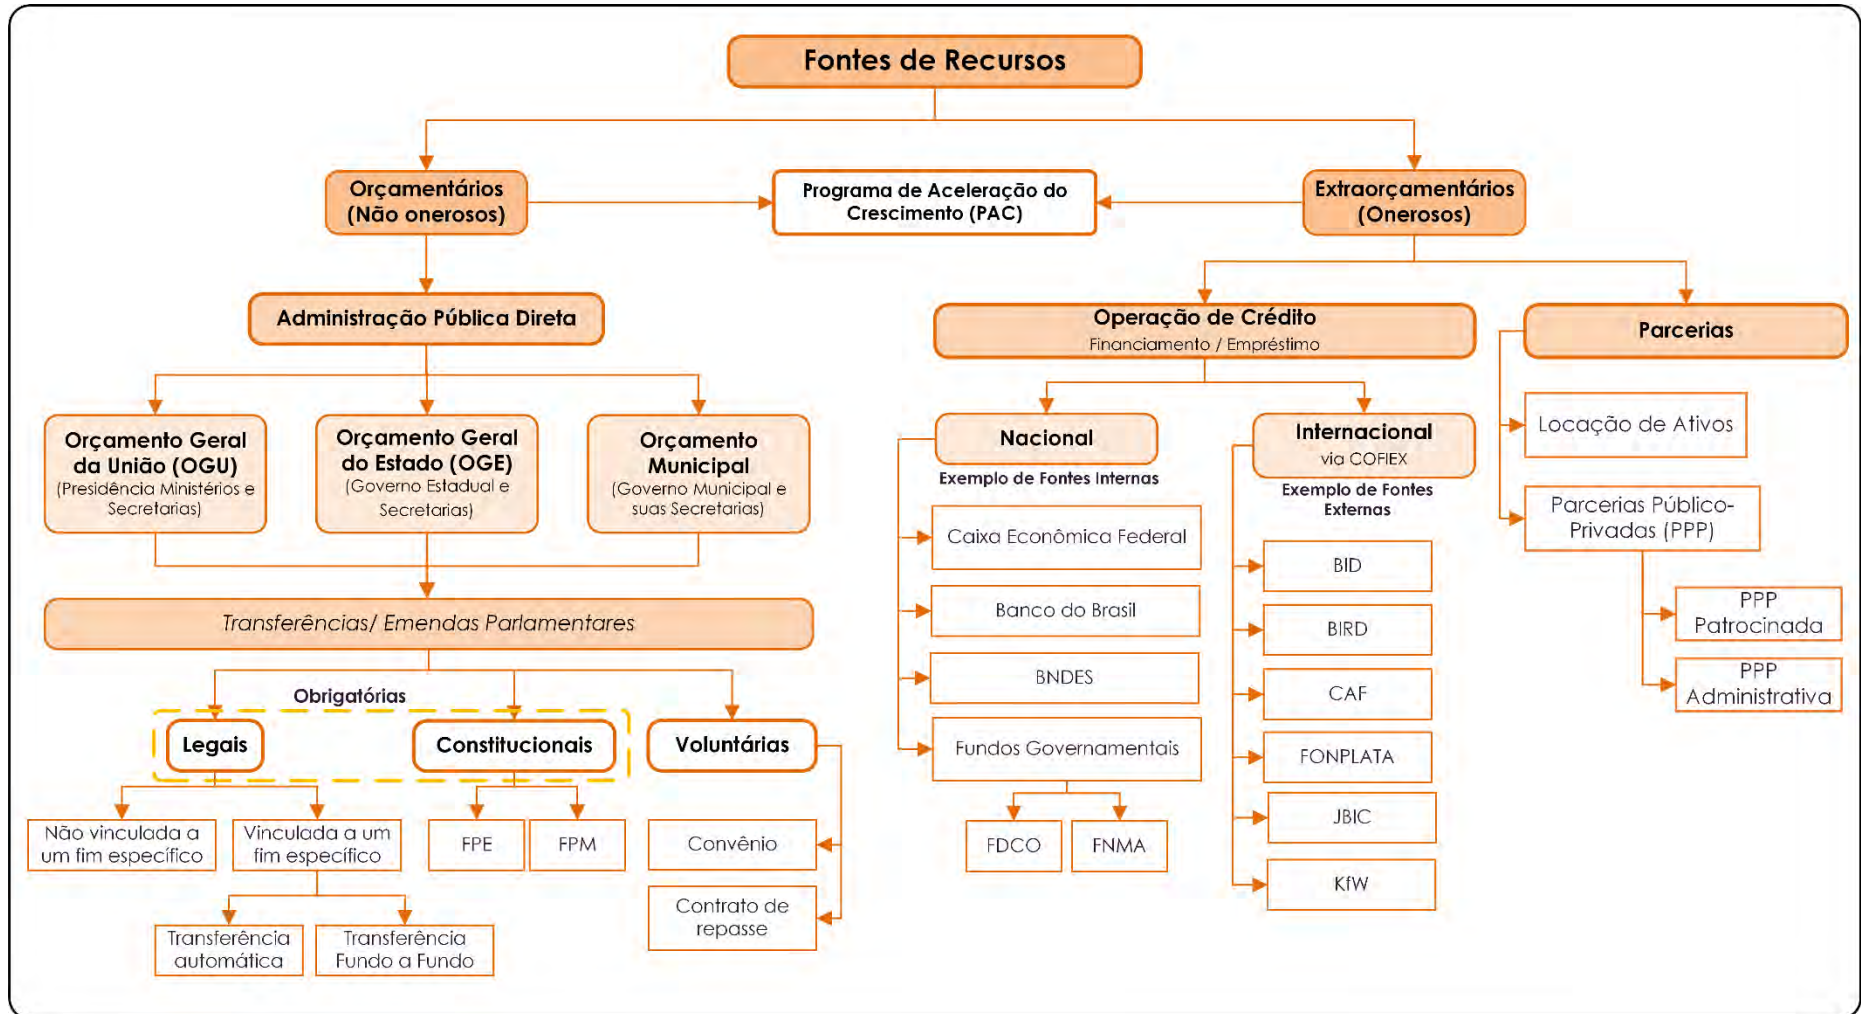 Fontes de Recursos
Orçamentários
(Não onerosos)
Programa de Aceleração do
Crescimento (PAC)
Extraorçamentários
(Onerosos)
Administração Pública Direta
Operação de Crédito
Financiamento / Empréstimo
Parcerias
Orçamento Geral
da União (OGU)
(Presidência Ministérios e
Secretarias)
Orçamento Geral
do Estado (OGE)
(Governo Estadual e
Secretarias)
Orçamento
Municipal
(Governo Municipal e
suas Secretarias)
Nacional
Exemplo de Fontes Internas
Internacional
via COFIEX
Exemplo de Fontes
Externas
Locação de Ativos
Parcerias Público-
Privadas (PPP)
PPP
Patrocinada
PPP
Administrativa
Caixa Econômica Federal
Banco do Brasil
BNDES
Fundos Governamentais
FDCO
FNMA
BID
BIRD
CAF
FONPLATA
JBIC
KfW
Transferências/ Emendas Parlamentares
Obrigatórias
Legais
Constitucionais
Voluntárias
Não vinculada a
um fim específico
Vinculada a um
fim específico
FPE
FPM
Convênio
Contrato de
repasse
Transferência
automática
Transferência
Fundo a Fundo